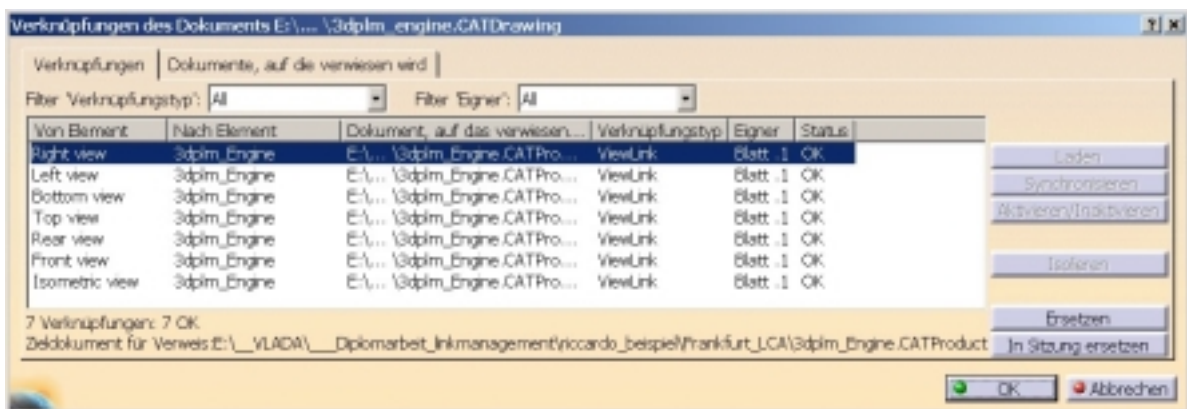 Verknüpfungen des Dokuments E:\... \3dplm_engine.CATDrawing
Verknüpfungen Dokumente, auf die verwiesen wird
Filter 'Verknüpfungstyp': All Filter 'Eigner': All
Von Element Nach Element Dokument, auf das verwiesen... Verknüpfungstyp Eigner Status
Right view 3dplm_Engine E:\... \3dplm_Engine.CATPro... ViewLink Blatt .1 OK
Left view 3dplm_Engine E:\... \3dplm_Engine.CATPro... ViewLink Blatt .1 OK
Bottom view 3dplm_Engine E:\... \3dplm_Engine.CATPro... ViewLink Blatt .1 OK
Top view 3dplm_Engine E:\... \3dplm_Engine.CATPro... ViewLink Blatt .1 OK
Rear view 3dplm_Engine E:\... \3dplm_Engine.CATPro... ViewLink Blatt .1 OK
Front view 3dplm_Engine E:\... \3dplm_Engine.CATPro... ViewLink Blatt .1 OK
Isometric view 3dplm_Engine E:\... \3dplm_Engine.CATPro... ViewLink Blatt .1 OK
Laden
Synchronisieren
Aktivieren/Inaktivieren
Isolieren
Ersetzen
In Sitzung ersetzen
7 Verknüpfungen: 7 OK
Zieldokument für Verweis:E:\__VLADA\___Diplomarbeit_linkmanagement\riccardo_beispiel\Frankfurt_LCA\3dplm_Engine.CATProduct
OK Abbrechen